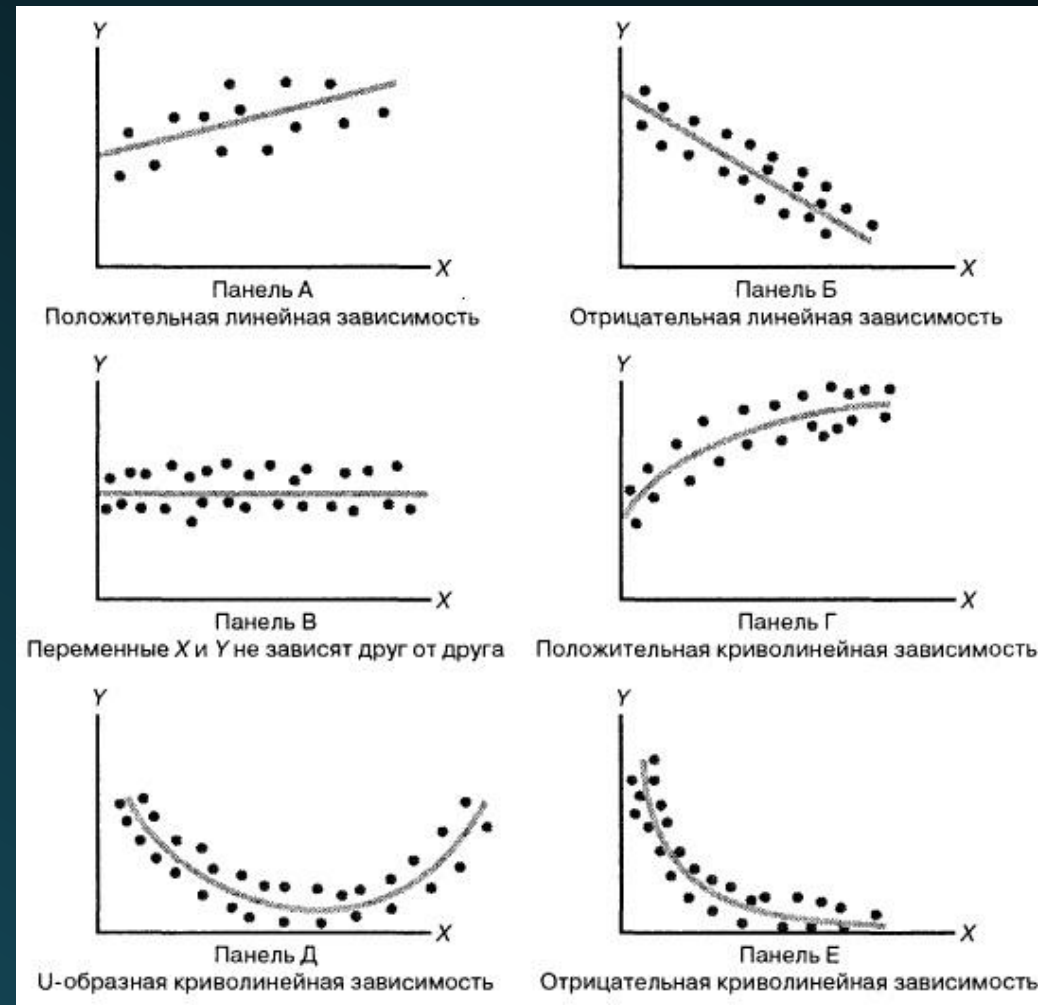 Y
Y
X
X
Панель А
Панель Б
Положительная линейная зависимость
Отрицательная линейная зависимость
Y
Y
X
X
Панель В
Панель Г
Переменные X и Y не зависят друг от друга
Положительная криволинейная зависимость
Y
Y
X
X
Панель Д
Панель Е
U-образная криволинейная зависимость
Отрицательная криволинейная зависимость